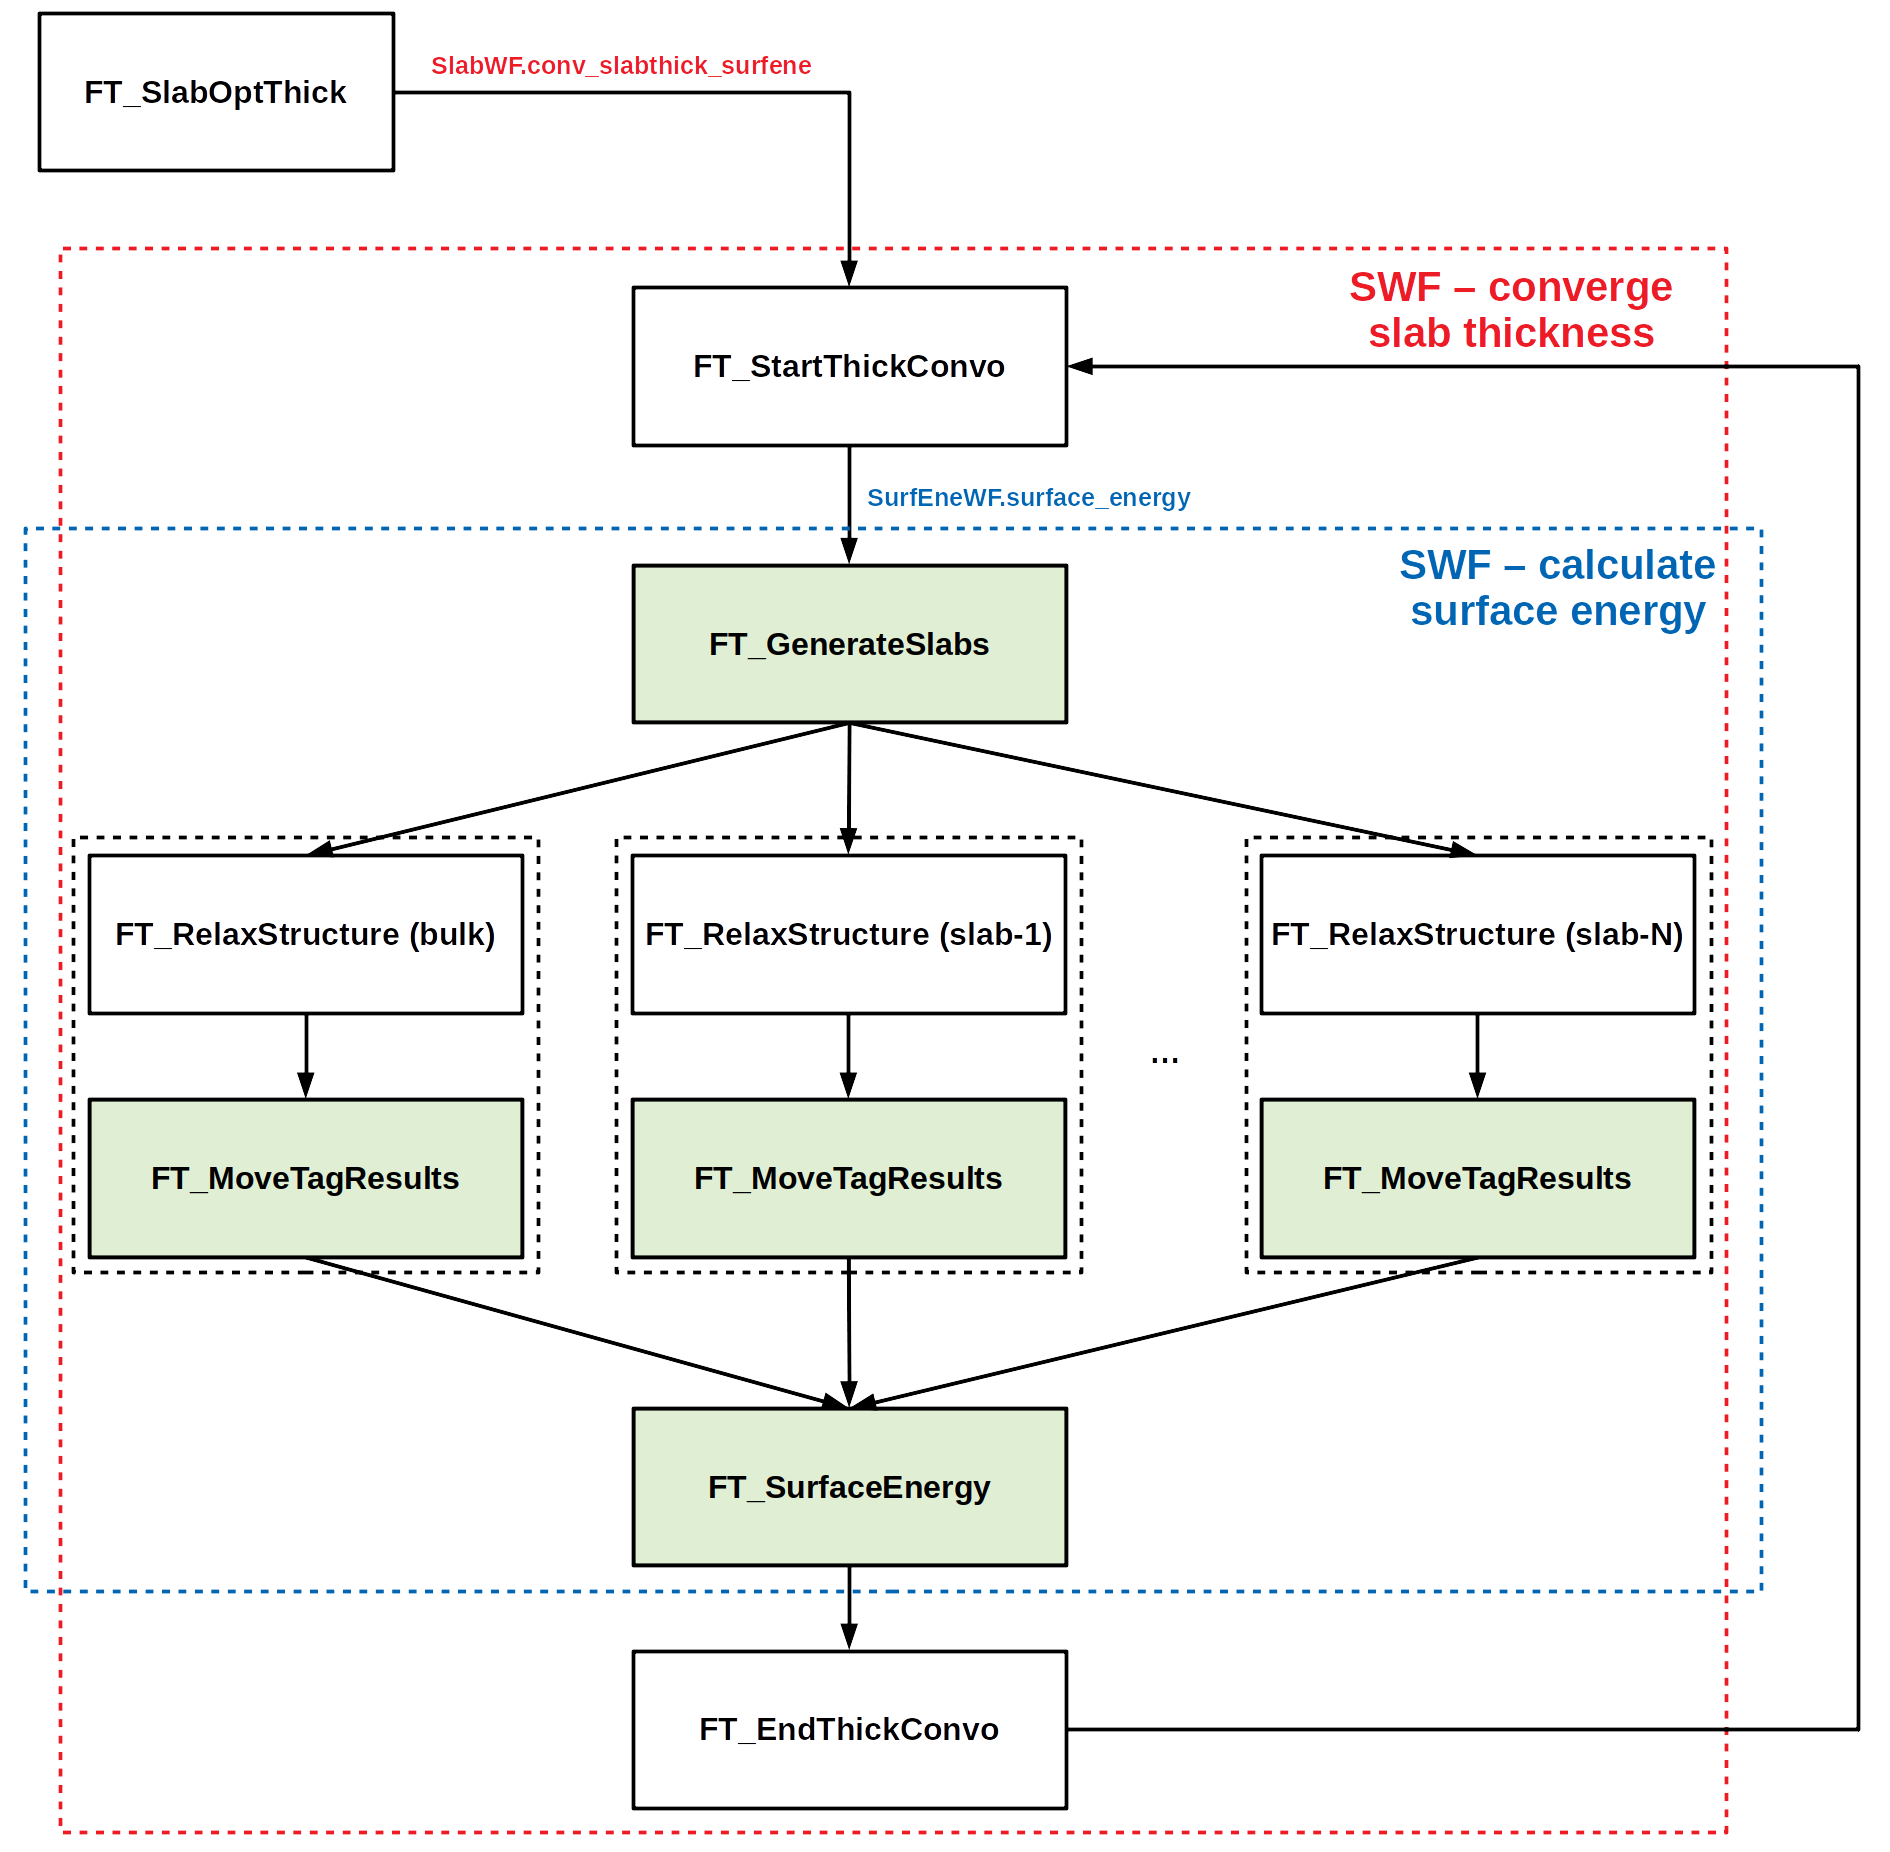 FT_SlabOptThick
SlabWF.conv_slabthick_surfene
SWF – converge
slab thickness
FT_StartThickConvo
SurfEneWF.surface_energy
SWF – calculate
surface energy
FT_GenerateSlabs
FT_RelaxStructure (bulk)
FT_RelaxStructure (slab-1)
FT_RelaxStructure (slab-N)
...
FT_MoveTagResults
FT_MoveTagResults
FT_MoveTagResults
FT_SurfaceEnergy
FT_EndThickConvo